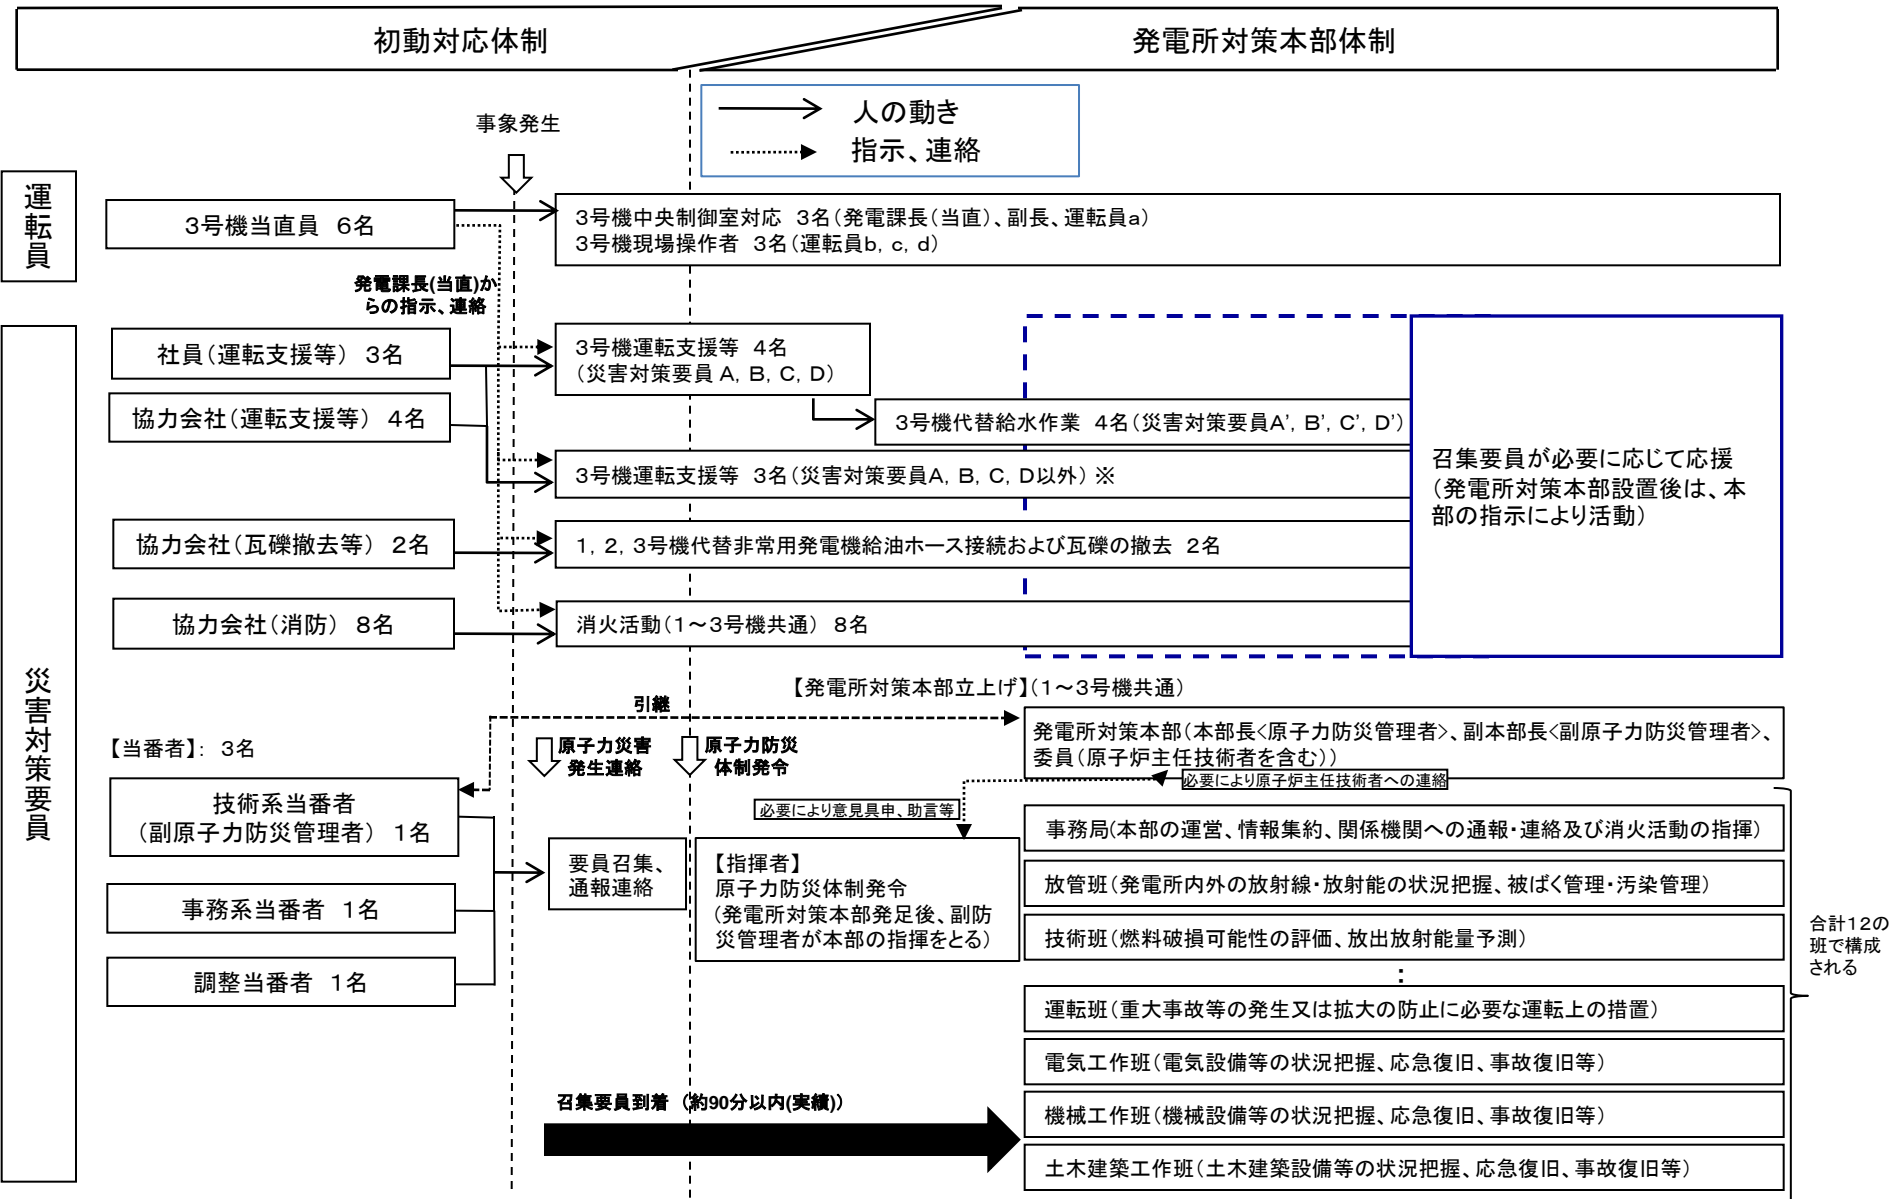 初動対応体制
発電所対策本部体制
人の動き
指示、連絡
事象発生
運転員
3号機当直員 6名
3号機中央制御室対応 3名(発電課長(当直)、副長、運転員a)
3号機現場操作者 3名(運転員b, c, d)
発電課長(当直)か
らの指示、連絡
災害対策要員
社員(運転支援等) 3名
3号機運転支援等 4名
(災害対策要員 A, B, C, D)
協力会社(運転支援等) 4名
3号機代替給水作業 4名(災害対策要員A’, B’, C’, D’)
3号機運転支援等 3名(災害対策要員A, B, C, D以外) ※
協力会社(瓦礫撤去等) 2名
1, 2, 3号機代替非常用発電機給油ホース接続および瓦礫の撤去 2名
協力会社(消防) 8名
消火活動(1~3号機共通) 8名
召集要員が必要に応じて応援
(発電所対策本部設置後は、本
部の指示により活動)
【発電所対策本部立上げ】(1~3号機共通)
引継
発電所対策本部(本部長<原子力防災管理者>、副本部長<副原子力防災管理者>、
委員(原子炉主任技術者を含む))
【当番者】: 3名
原子力災害
発生連絡
原子力防災
体制発令
必要により原子炉主任技術者への連絡
必要により意見具申、助言等
技術系当番者
(副原子力防災管理者) 1名
事務系当番者 1名
調整当番者 1名
要員召集、
通報連絡
【指揮者】
原子力防災体制発令
(発電所対策本部発足後、副防
災管理者が本部の指揮をとる)
事務局(本部の運営、情報集約、関係機関への通報・連絡及び消火活動の指揮)
放管班(発電所内外の放射線・放射能の状況把握、被ばく管理・汚染管理)
技術班(燃料破損可能性の評価、放出放射能量予測)
:
運転班(重大事故等の発生又は拡大の防止に必要な運転上の措置)
電気工作班(電気設備等の状況把握、応急復旧、事故復旧等)
機械工作班(機械設備等の状況把握、応急復旧、事故復旧等)
土木建築工作班(土木建築設備等の状況把握、応急復旧、事故復旧等)
合計12の
班で構成
される
召集要員到着 (約90分以内(実績))